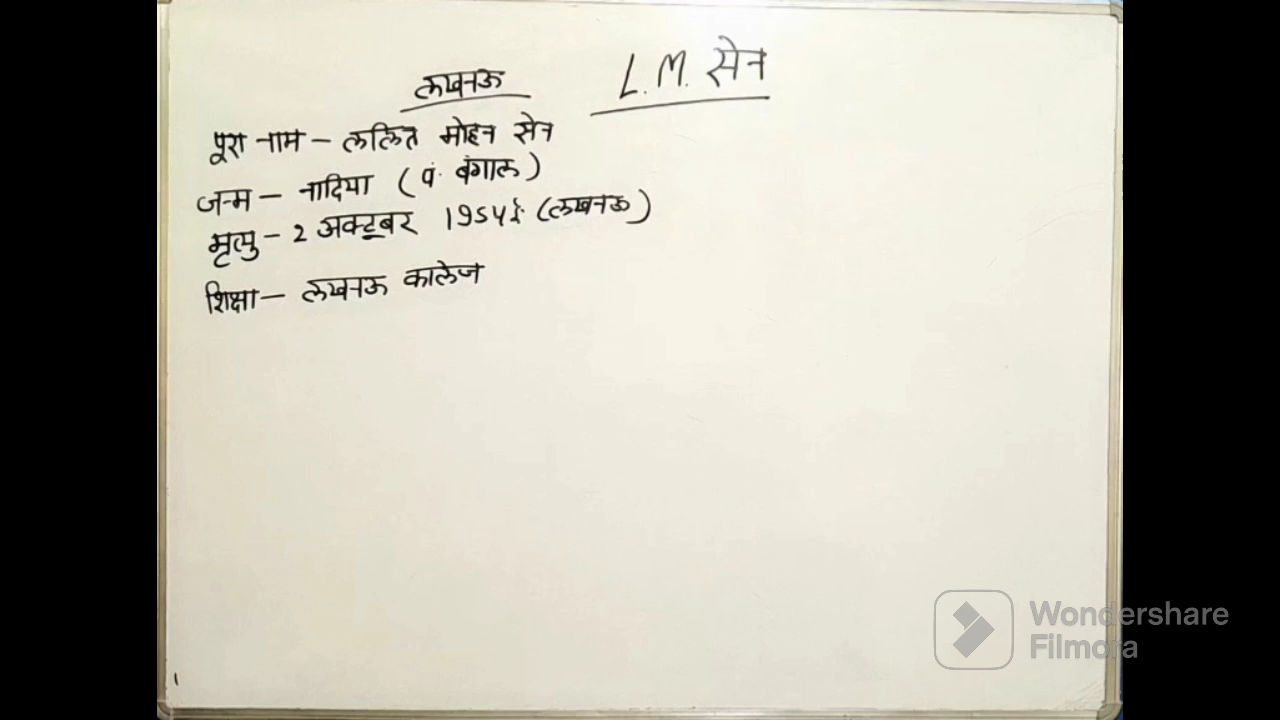 लखनऊ
L.M. सेन
पूरा नाम – ललित मोहन सेन
जन्म – नादिया (पं. बंगाल)
मृत्यु – 2 अक्टूबर 1954ई. (लखनऊ)
शिक्षा – लखनऊ कालेज
Wondershare
Filmora